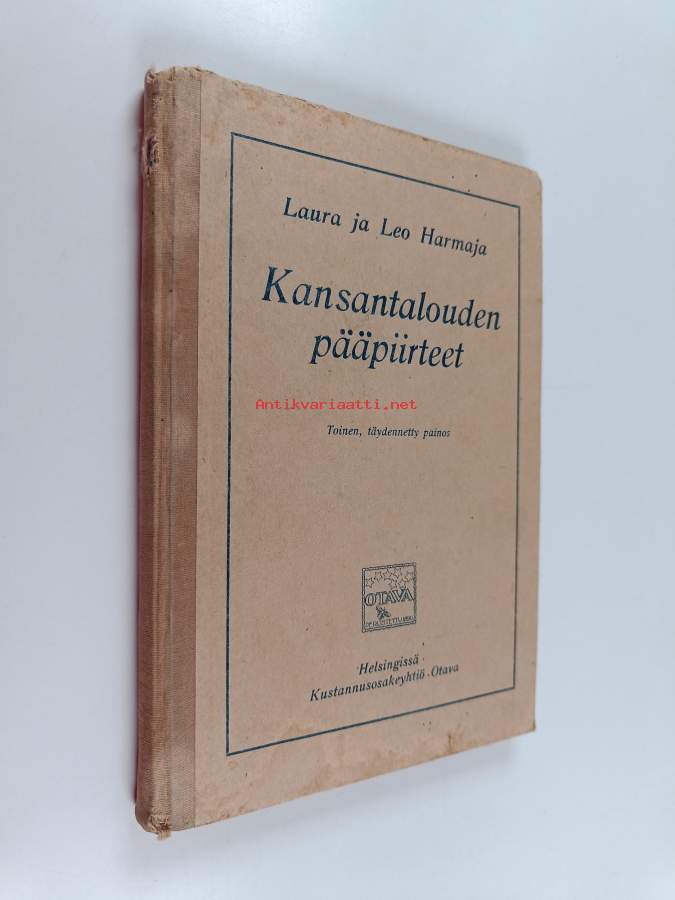 Laura ja Leo Harmaja
Kansantalouden
pääpiirteet
Antikvariaatti.net
Toinen, täydennetty painos
OTAVA
Helsingissä
Kustannusosakeyhtiö Otava